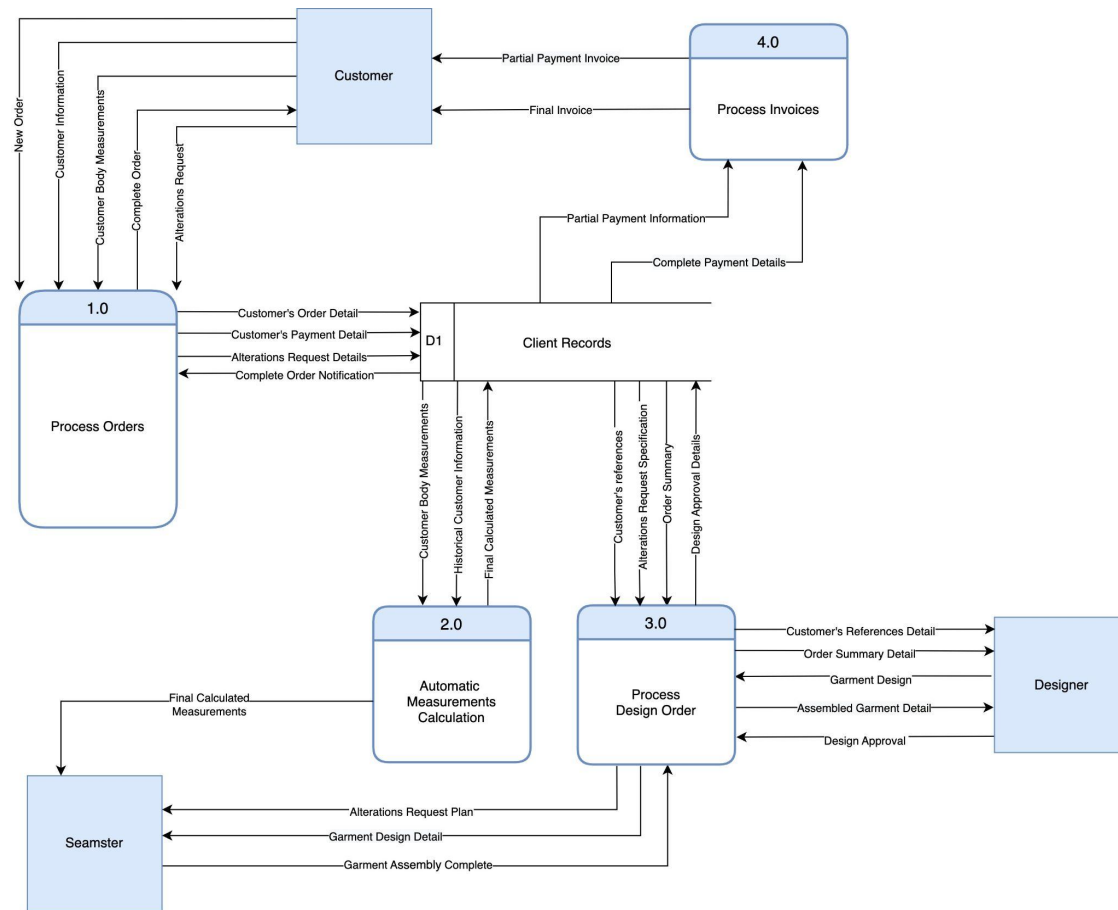 Customer
4.0
Process Invoices
Partial Payment Invoice
Final Invoice
New Order
Customer Information
Customer Body Measurements
Complete Order
Alterations Request
Partial Payment Information
Complete Payment Details
1.0
Process Orders
Customer's Order Detail
Customer's Payment Detail
Alterations Request Details
Complete Order Notification
D1
Client Records
Customer Body Measurements
Historical Customer Information
Final Calculated Measurements
Customer's references
Alterations Request Specification
Order Summary
Design Approval Details
2.0
Automatic
Measurements
Calculation
3.0
Process
Design Order
Customer's References Detail
Order Summary Detail
Garment Design
Assembled Garment Detail
Design Approval
Designer
Final Calculated
Measurements
Seamster
Alterations Request Plan
Garment Design Detail
Garment Assembly Complete